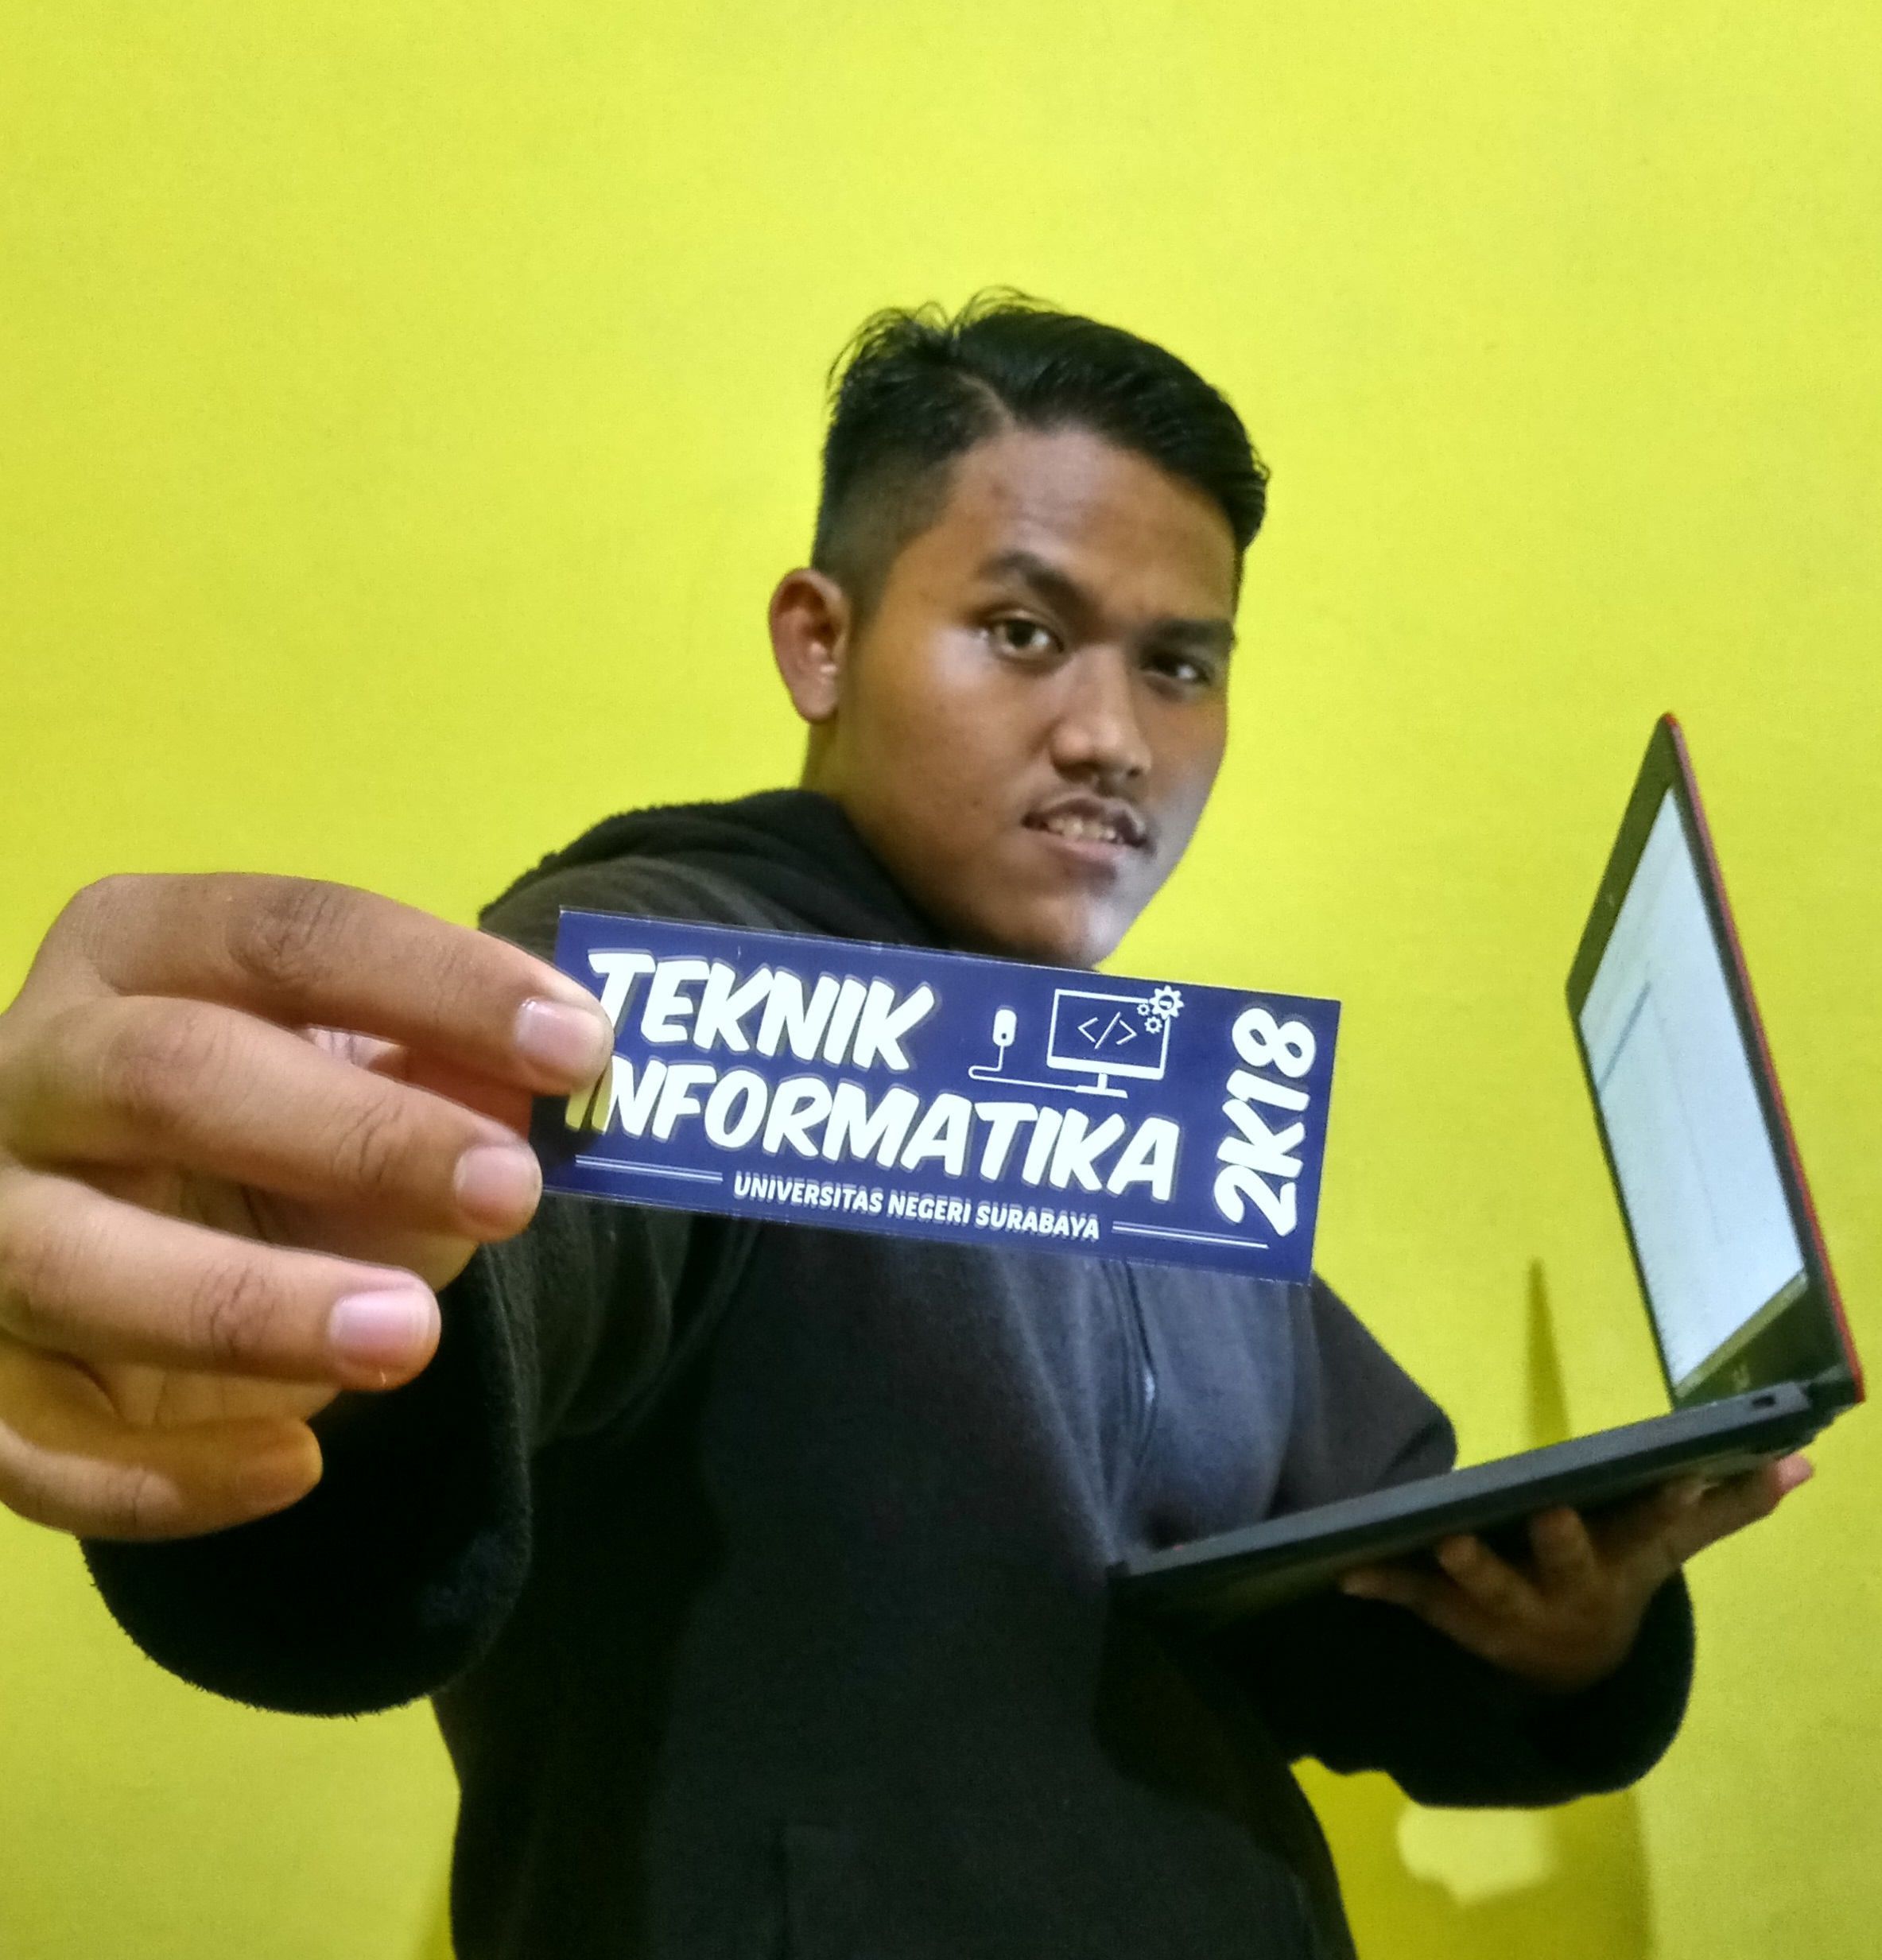 TEKNIK
INFORMATIKA
UNIVERSITAS NEGERI SURABAYA
2K18
</>